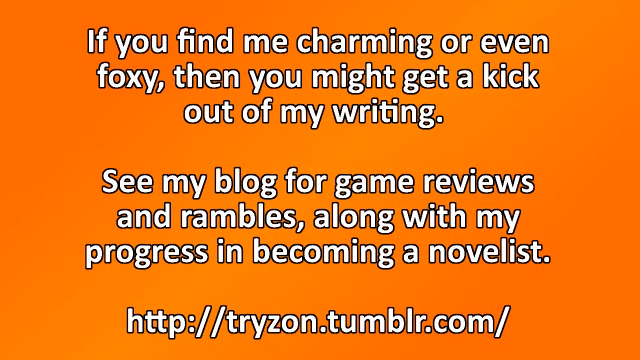 If you find me charming or even
foxy, then you might get a kick
out of my writing.
See my blog for game reviews
and rambles, along with my
progress in becoming a novelist.
http://tryzon.tumblr.com/